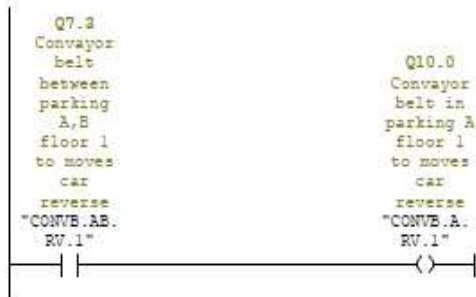 Q7.3
Convayor
belt
between
parking
A,B
floor 1
to moves
car
reverse
"CONVB.AB.
RV.1"
Q10.0
Convayor
belt in
parking A
floor 1
to moves
car
reverse
"CONVB.A.
RV.1"